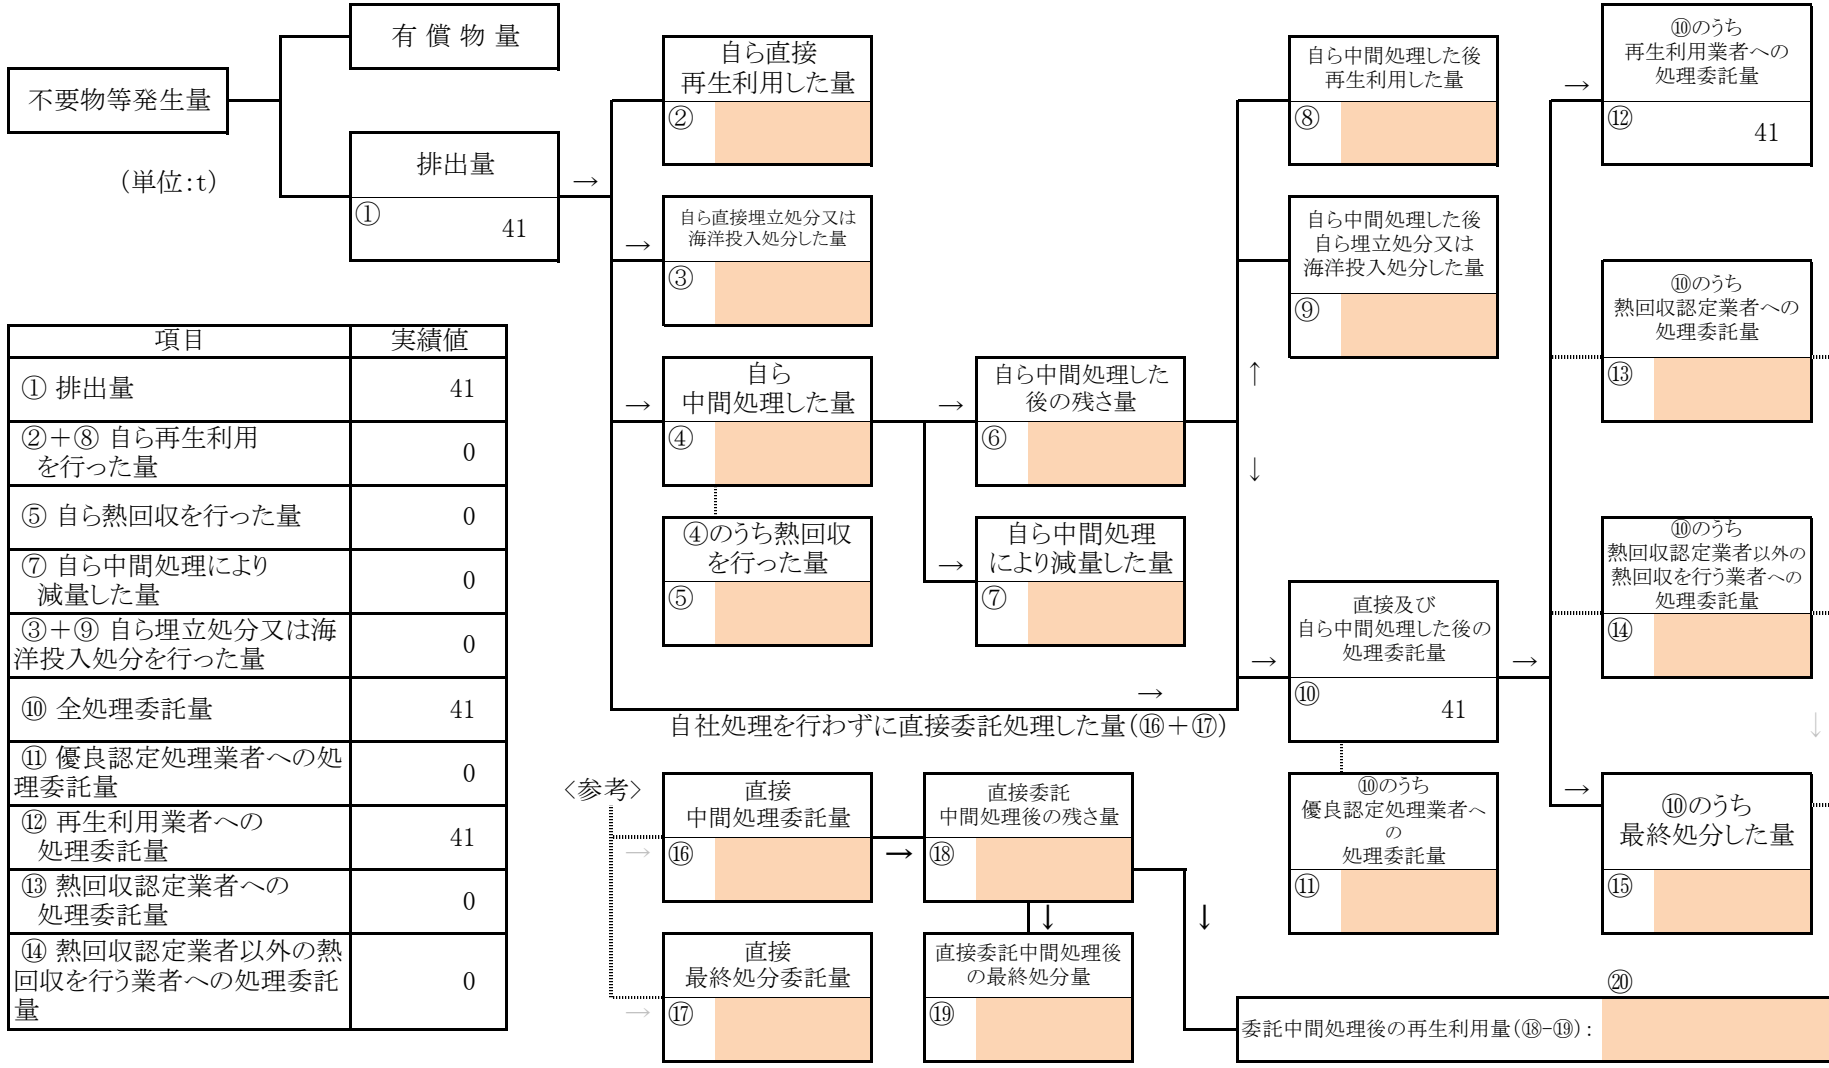 有 償 物 量
不要物等発生量
(単位:t)
排出量
①
41
→
自ら直接
再生利用した量
②
→
自ら直接埋立処分又は
海洋投入処分した量
③
→
自ら
中間処理した量
④
④のうち熱回収
を行った量
⑤
→
自ら中間処理した
後の残さ量
⑥
→
自ら中間処理
により減量した量
⑦
自ら中間処理した後
再生利用した量
⑧
自ら中間処理した後
自ら埋立処分又は
海洋投入処分した量
⑨
↑
↓
→
自社処理を行わずに直接委託処理した量(⑯+⑰)
→
直接及び
自ら中間処理した後の
処理委託量
⑩
41
⑩のうち
優良認定処理業者へ
の
処理委託量
⑪
→
→
⑩のうち
再生利用業者への
処理委託量
⑫
41
⑩のうち
熱回収認定業者への
処理委託量
⑬
⑩のうち
熱回収認定業者以外の
熱回収を行う業者への
処理委託量
⑭
↓
→
⑩のうち
最終処分した量
⑮
項目 実績値
① 排出量 41
②+⑧ 自ら再生利用
を行った量 0
⑤ 自ら熱回収を行った量 0
⑦ 自ら中間処理により
減量した量 0
③+⑨ 自ら埋立処分又は海
洋投入処分を行った量 0
⑩ 全処理委託量 41
⑪ 優良認定処理業者への処
理委託量 0
⑫ 再生利用業者への
処理委託量 41
⑬ 熱回収認定業者への
処理委託量 0
⑭ 熱回収認定業者以外の熱
回収を行う業者への処理委託
量 0
<参考>
→
直接
中間処理委託量
⑯
→
直接委託
中間処理後の残さ量
⑱
↓
↓
→
直接
最終処分委託量
⑰
直接委託中間処理後
の最終処分量
⑲
⑳
委託中間処理後の再生利用量(⑱-⑲):